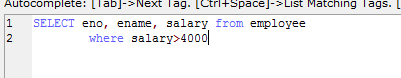 Autocomplete: [Tab]->Next Tag. [Ctrl+Space]->List Matching Tags. [
1 SELECT eno, ename, salary from employee
2 where salary>4000